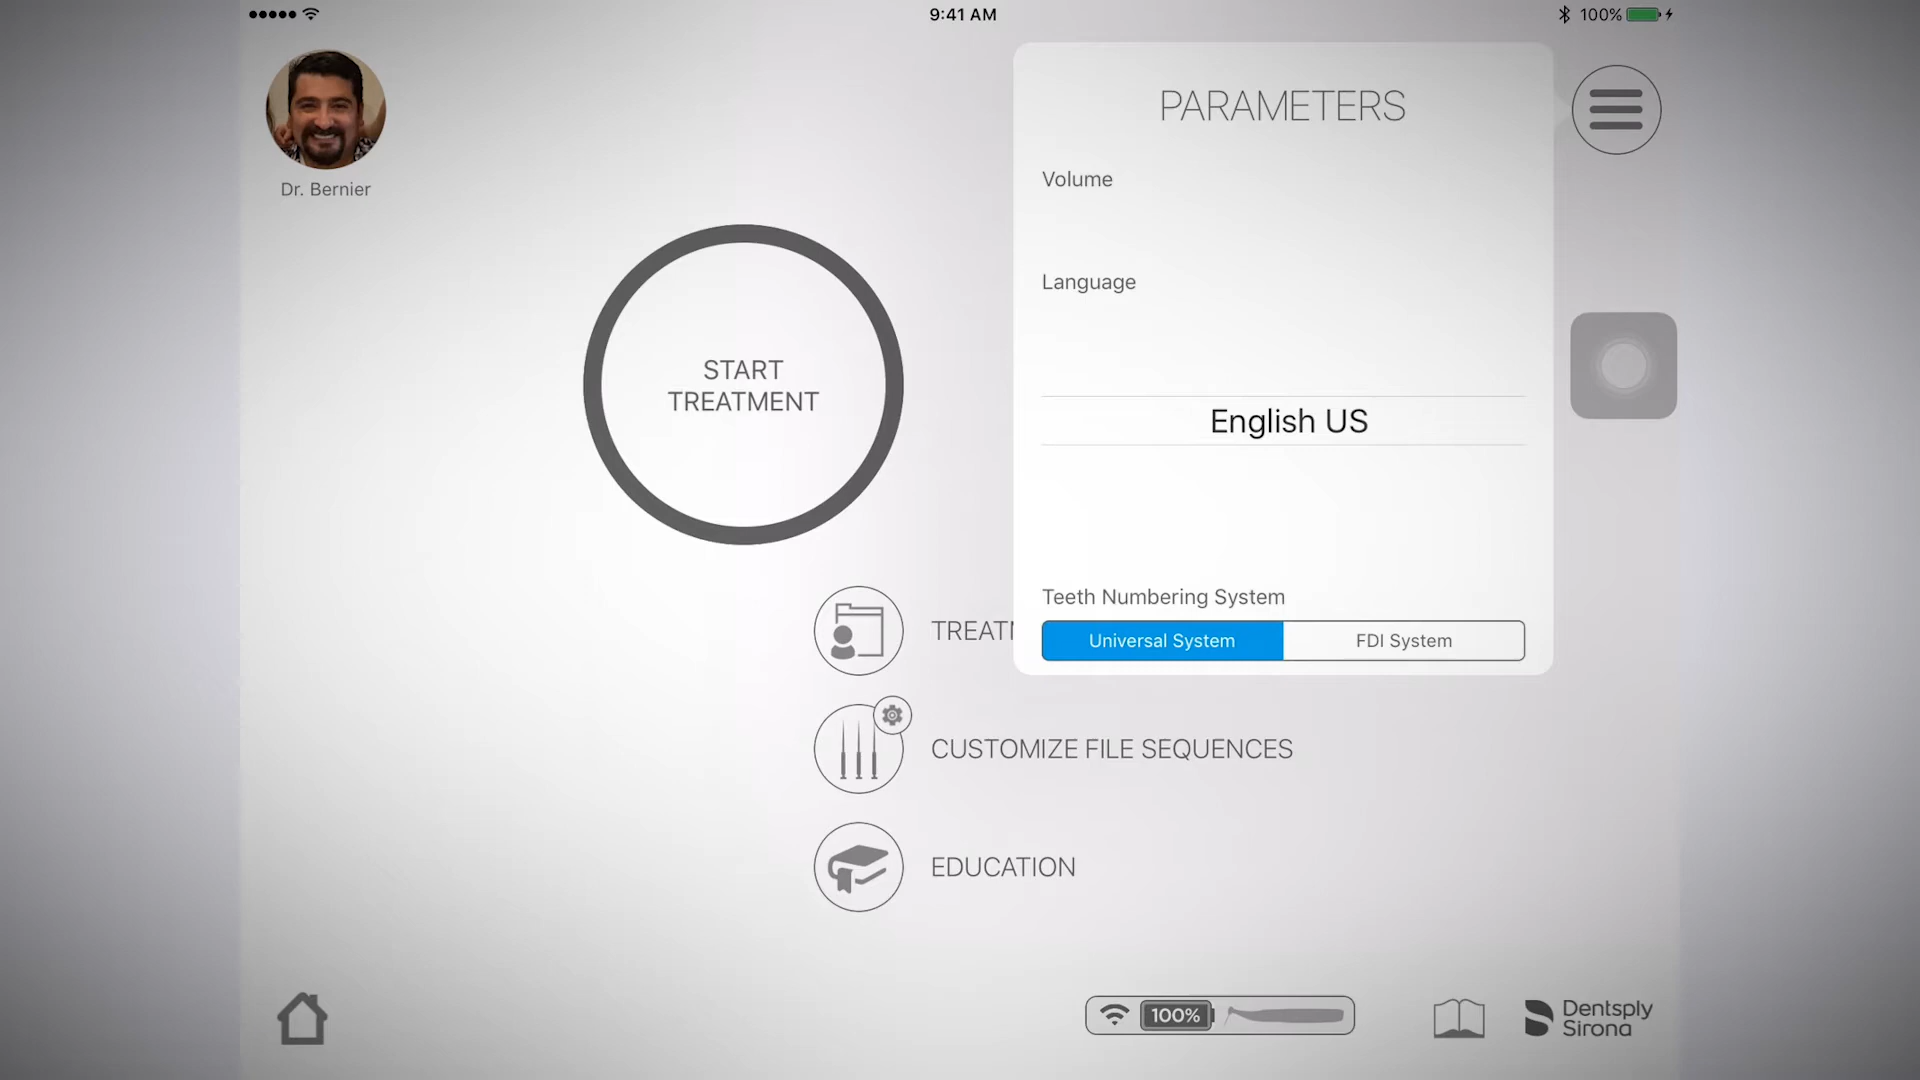 9:41 AM
100%
Dr. Bernier
PARAMETERS
Volume
Language
START
TREATMENT
English US
Teeth Numbering System
Universal System
FDI System
TREATM
CUSTOMIZE FILE SEQUENCES
EDUCATION
100%
Dentsply
Sirona